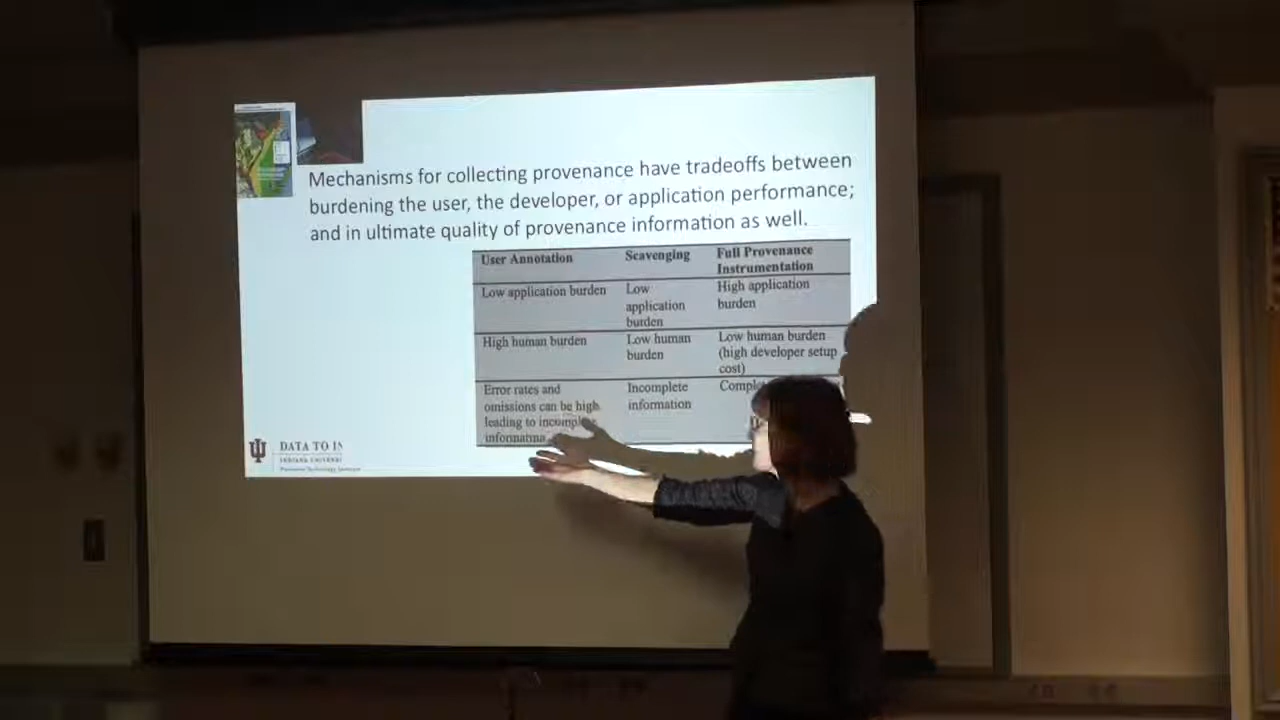 Mechanisms for collecting provenance have tradeoffs between
burdening the user, the developer, or application performance;
and in ultimate quality of provenance information as well.
User Annotation
Scavenging
Full Provenance
Instrumentation
Low application burden
Low
application
burden
High application
burden
High human burden
Low human
burden
Low human burden
(high developer setup
cost)
Error rates and
omissions can be high
leading to
Incomplete
information
DATA TO
INDIANA